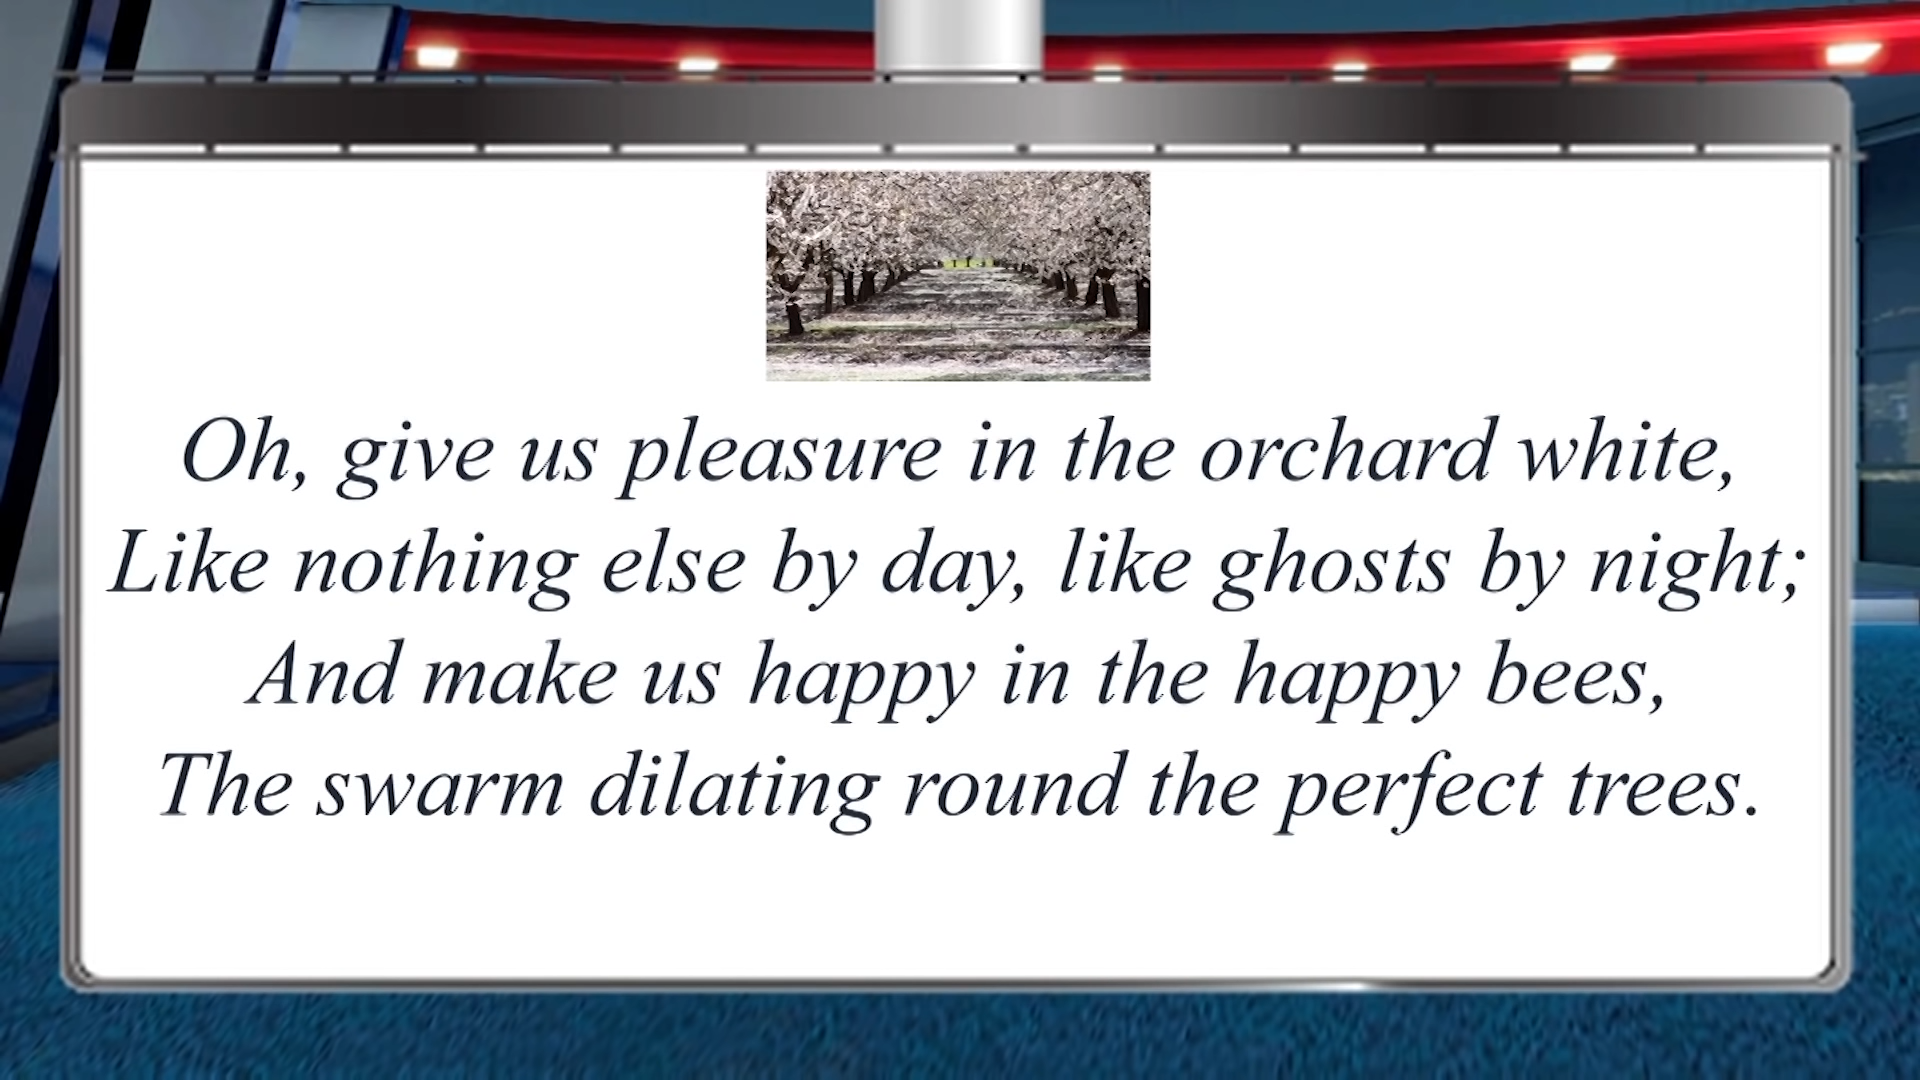 Oh, give us pleasure in the orchard white,
Like nothing else by day, like ghosts by night;
And make us happy in the happy bees,
The swarm dilating round the perfect trees.